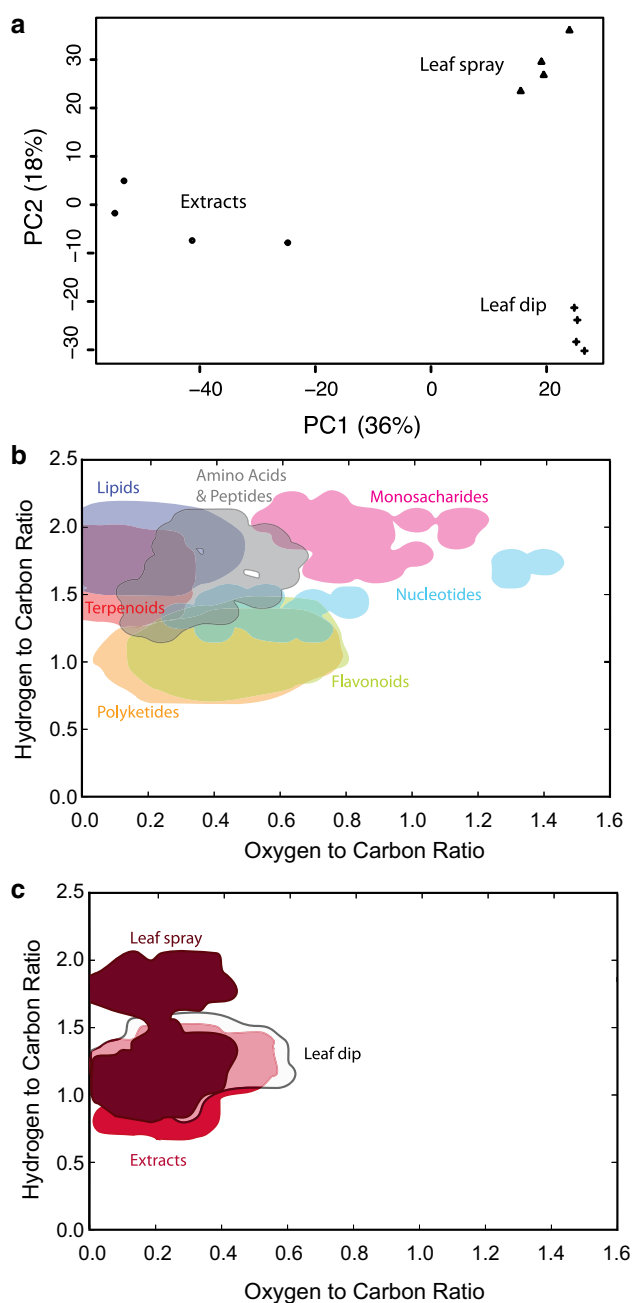 a
Leaf spray
Extracts
Leaf dip
PC2 (18%)
30
20
10
0
-10
-20
-30
-40
-20
0
20
PC1 (36%)
b
Lipids
Amino Acids
& Peptides
Monosacharides
Terpenoids
Nucleotides
Flavonoids
Polyketides
Hydrogen to Carbon Ratio
2.5
2.0
1.5
1.0
0.5
0.0
0.0 0.2 0.4 0.6 0.8 1.0 1.2 1.4 1.6
Oxygen to Carbon Ratio
c
Leaf spray
Leaf dip
Extracts
Hydrogen to Carbon Ratio
2.5
2.0
1.5
1.0
0.5
0.0
0.0 0.2 0.4 0.6 0.8 1.0 1.2 1.4 1.6
Oxygen to Carbon Ratio